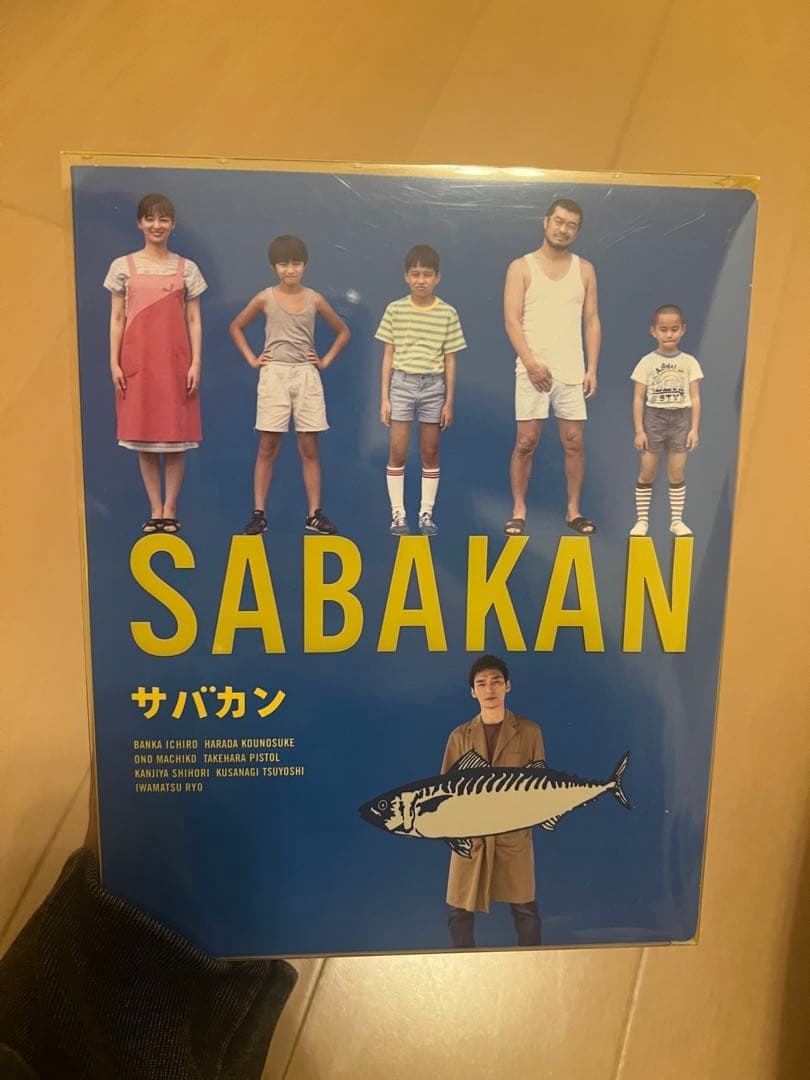 SABAKAN
サバカン
BANKA ICHIRO HARADA KOUNOSUKE
ONO MACHIKO TAKEHARA PISTOL
KANJIYA SHIHORI KUSANAGI TSUYOSHI
IWAMATSU RYO